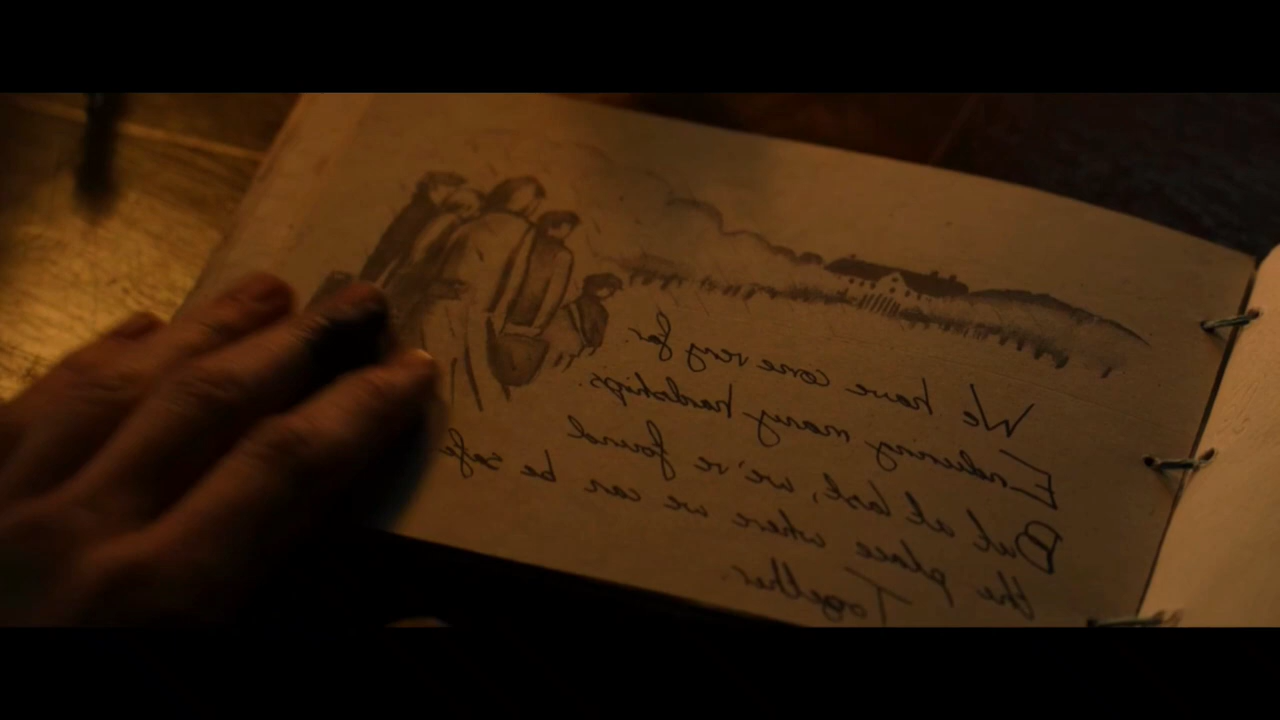 We have come very far.
Enduring many hardships.
But at last, we've found
the place where we can be safe
Together.